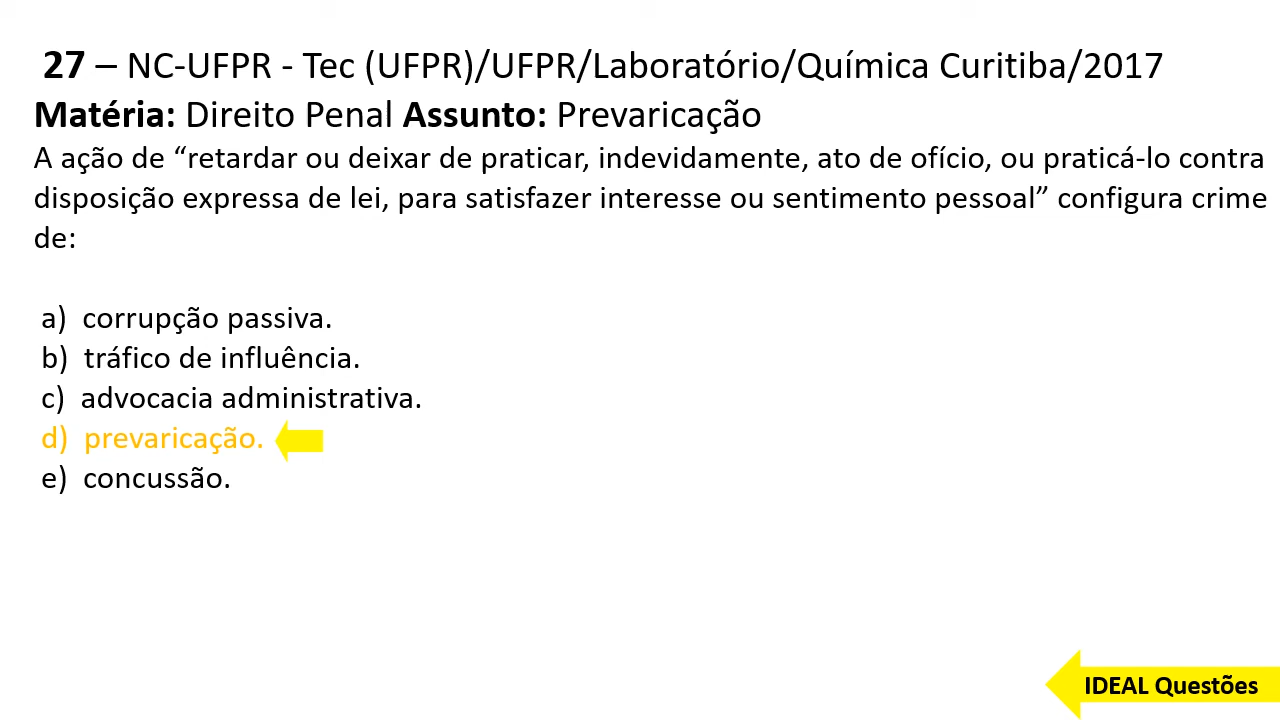 27 – NC-UFPR - Tec (UFPR)/UFPR/Laboratório/Química Curitiba/2017
Matéria: Direito Penal Assunto: Prevaricação
A ação de “retardar ou deixar de praticar, indevidamente, ato de ofício, ou praticá-lo contra
disposição expressa de lei, para satisfazer interesse ou sentimento pessoal” configura crime
de:
a) corrupção passiva.
b) tráfico de influência.
c) advocacia administrativa.
d) prevaricação.
e) concussão.
IDEAL Questões